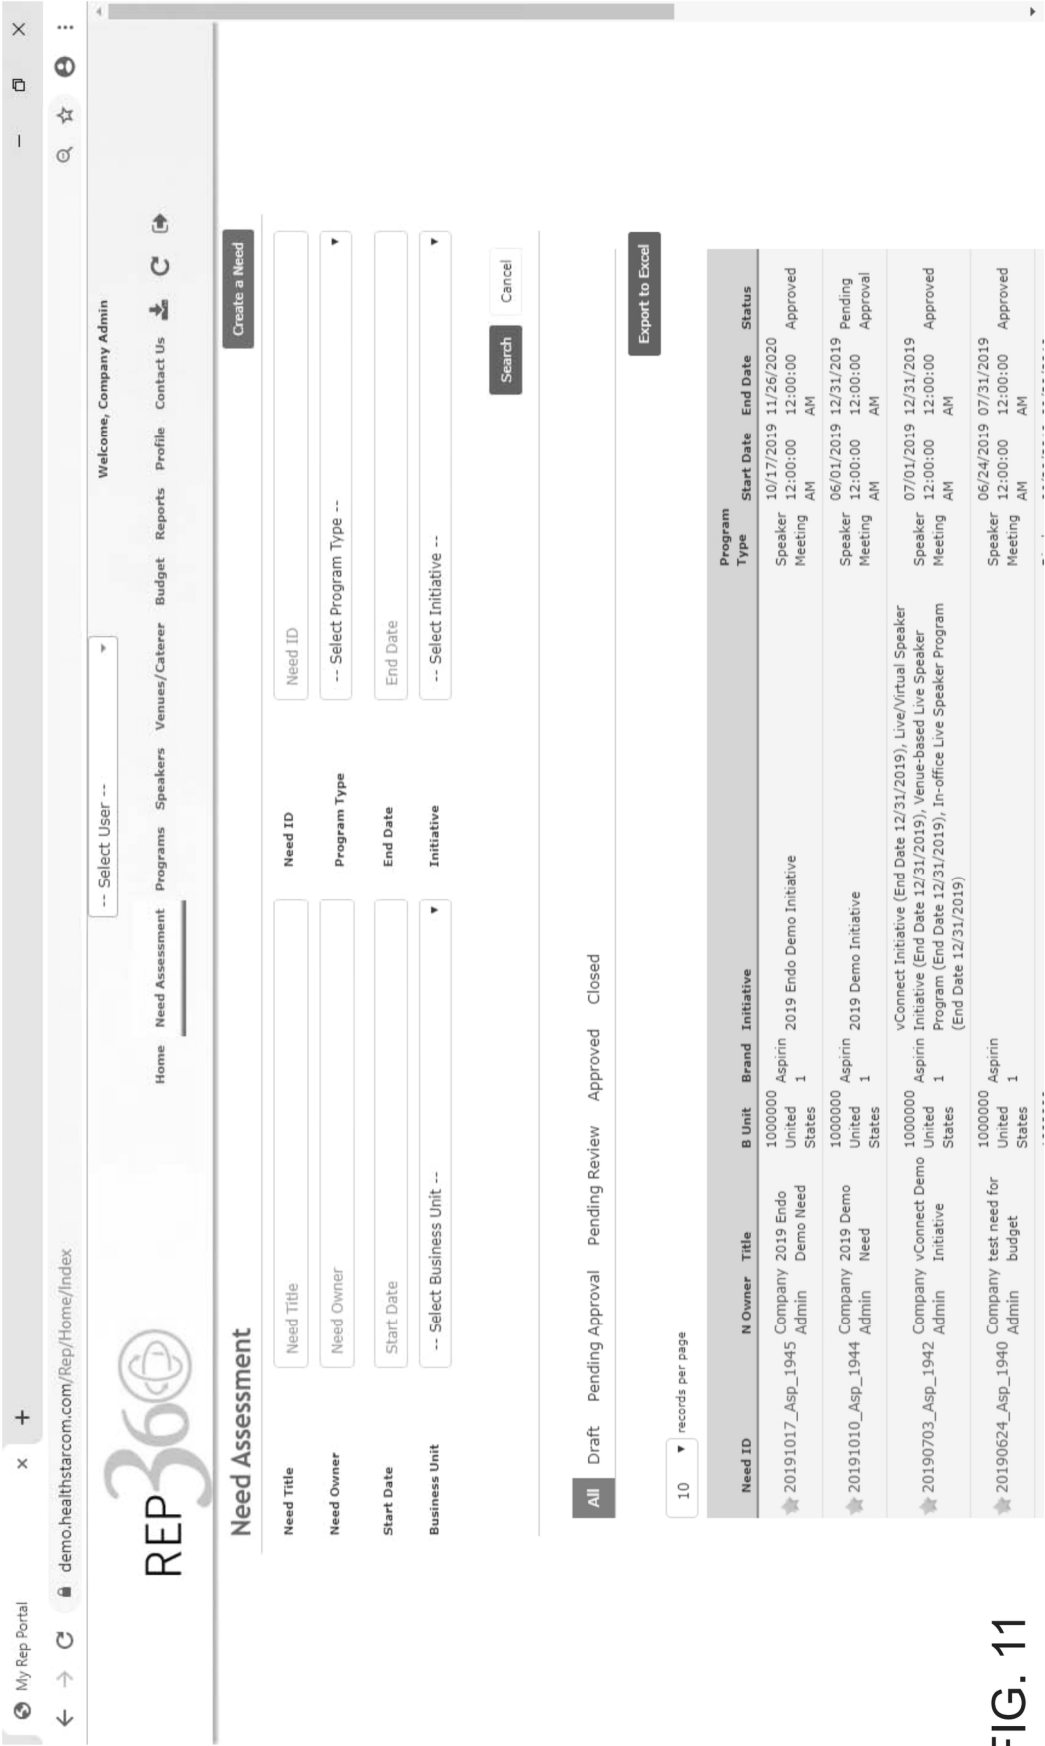 My Rep Portal
demo.healthstarcom.com/Rep/Home/Index
-- Select User --
Welcome, Company Admin
REP360
Home Need Assessment Programs Speakers Venues/Caterer Budget Reports Profile Contact Us
Need Assessment
Create a Need
Need Title Need Title Need ID Need ID
Need Owner Need Owner Program Type -- Select Program Type --
Start Date Start Date End Date End Date
Business Unit -- Select Business Unit -- Initiative -- Select Initiative --
Search Cancel
All Draft Pending Approval Pending Review Approved Closed
Export to Excel
10 records per page
Program
Need ID N Owner Title B Unit Brand Initiative Type Start Date End Date Status
1000000 10/17/2019 11/26/2020
20191017_Asp_1945 Company 2019 Endo United Aspirin 2019 Endo Demo Initiative Speaker 12:00:00 12:00:00 Approved
Admin Demo Need States 1 Meeting AM AM
1000000 06/01/2019 12/31/2019 Pending
20191010_Asp_1944 Company 2019 Demo United Aspirin 2019 Demo Initiative Speaker 12:00:00 12:00:00 Approval
Admin Need States 1 Meeting AM AM
vConnect Initiative (End Date 12/31/2019), Live/Virtual Speaker
1000000 07/01/2019 12/31/2019
20190703_Asp_1942 Company vConnect Demo United Aspirin Initiative (End Date 12/31/2019), Venue-based Live Speaker Speaker 12:00:00 12:00:00 Approved
Admin Initiative States 1 Program (End Date 12/31/2019), In-office Live Speaker Program Meeting AM AM
(End Date 12/31/2019)
1000000 06/24/2019 07/31/2019
20190624_Asp_1940 Company test need for United Aspirin Speaker 12:00:00 12:00:00 Approved
Admin budget States 1 Meeting AM AM
FIG. 11